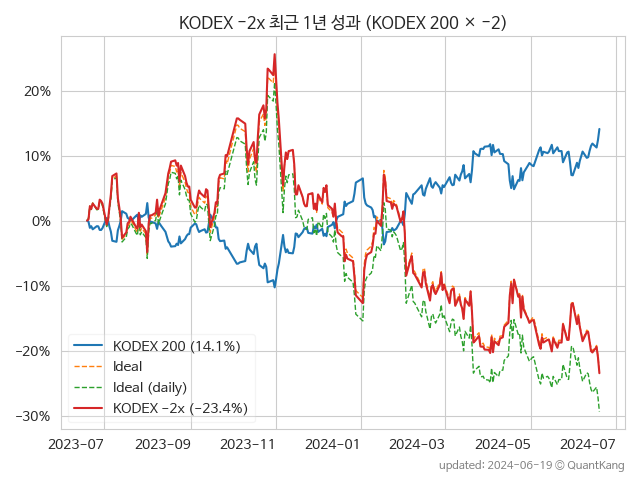 KODEX -2x 최근 1년 성과 (KODEX 200 × -2)
20%
10%
0%
−10%
−20%
−30%
KODEX 200 (14.1%)
Ideal
Ideal (daily)
KODEX -2x (-23.4%)
2023-07
2023-09
2023-11
2024-01
2024-03
2024-05
2024-07
updated: 2024-06-19 ⓒ QuantKang